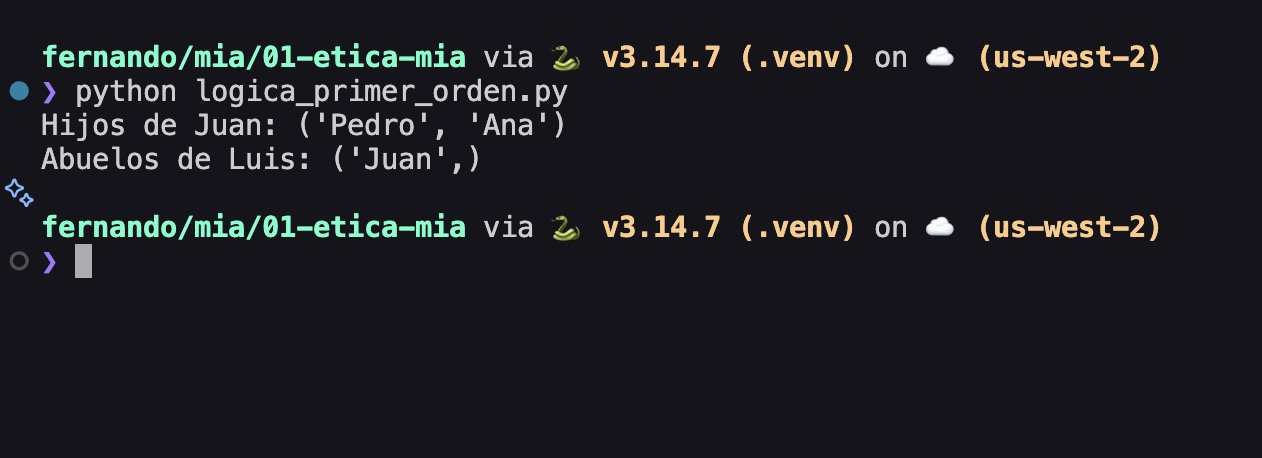 fernando/mia/01-etica-mia via 🐍 v3.14.7 (.venv) on ☁️ (us-west-2)
❯ python logica_primer_orden.py
Hijos de Juan: ('Pedro', 'Ana')
Abuelos de Luis: ('Juan',)
fernando/mia/01-etica-mia via 🐍 v3.14.7 (.venv) on ☁️ (us-west-2)
❯